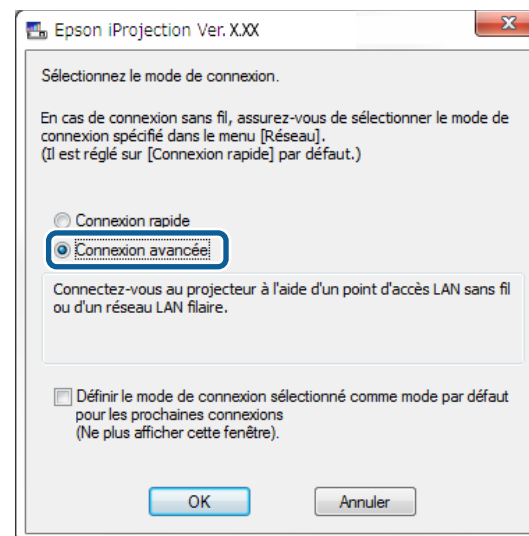 Epson iProjection Ver. X.XX
Sélectionnez le mode de connexion.
En cas de connexion sans fil, assurez-vous de sélectionner le mode de
connexion spécifié dans le menu [Réseau].
(Il est réglé sur [Connexion rapide] par défaut.)
Connexion rapide
Connexion avancée
Connectez-vous au projecteur à l'aide d'un point d'accès LAN sans fil
ou d'un réseau LAN filaire.
Définir le mode de connexion sélectionné comme mode par défaut
pour les prochaines connexions
(Ne plus afficher cette fenêtre).
OK Annuler